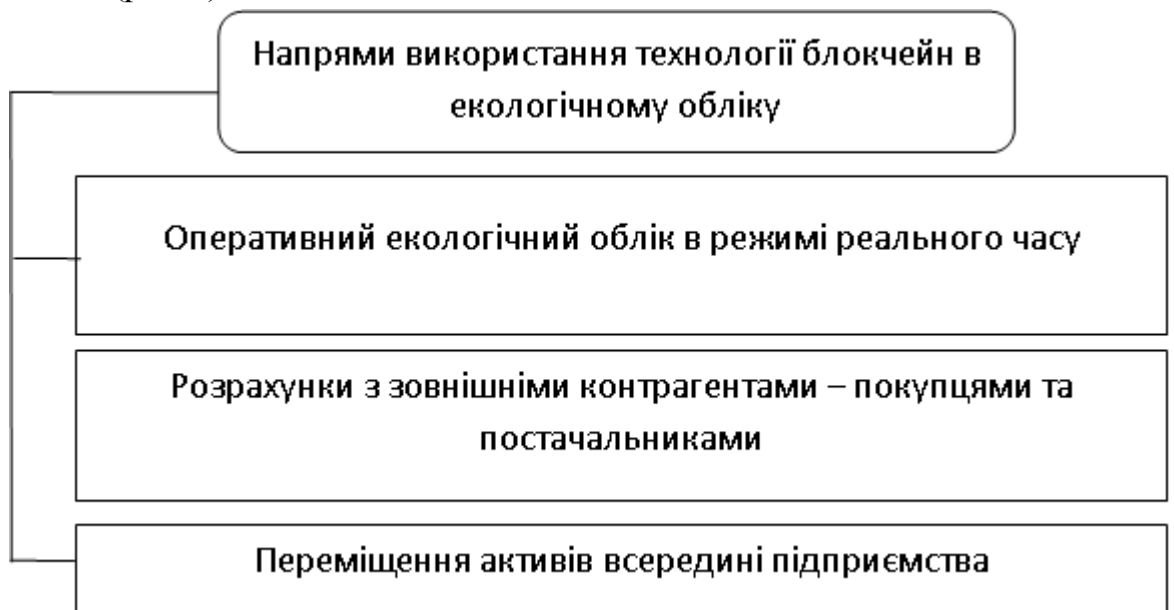 Напрями використання технології блокчейн в
екологічному обліку
Оперативний екологічний облік в режимі реального часу
Розрахунки з зовнішніми контрагентами – покупцями та
постачальниками
Переміщення активів всередині підприємства